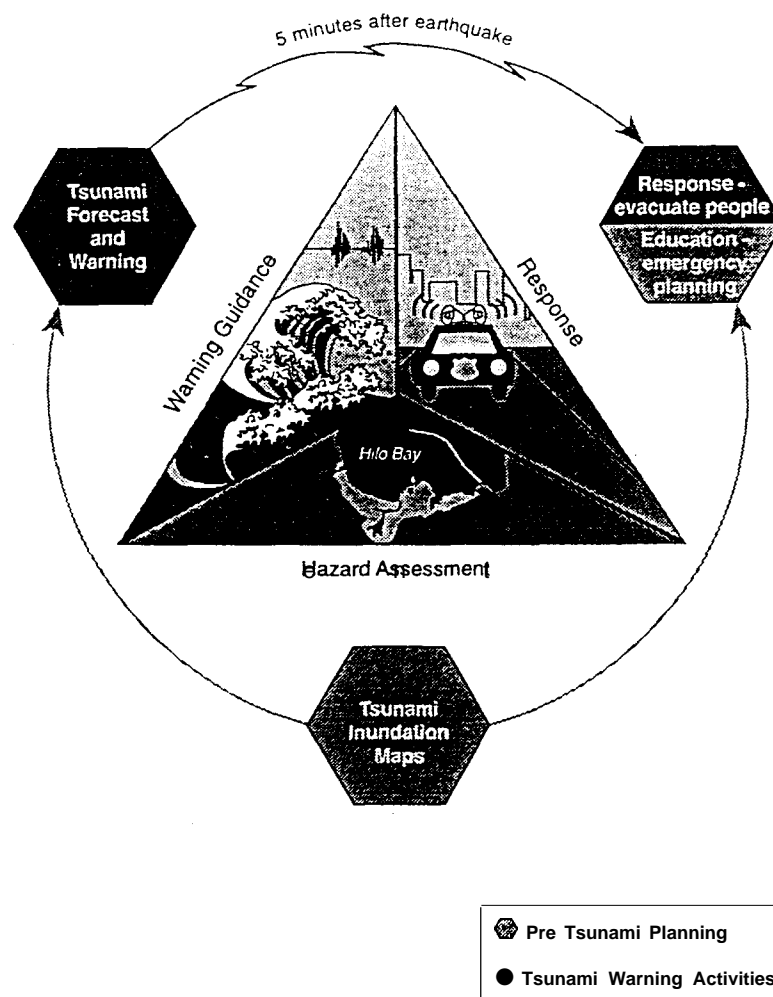 5 minutes after earthquake
Tsunami
Forecast
and
Warning
Response -
evacuate people
Education -
emergency
planning
Warning Guidance
Response
Hilo Bay
Hazard Assessment
Tsunami
Inundation
Maps
Pre Tsunami Planning
Tsunami Warning Activities